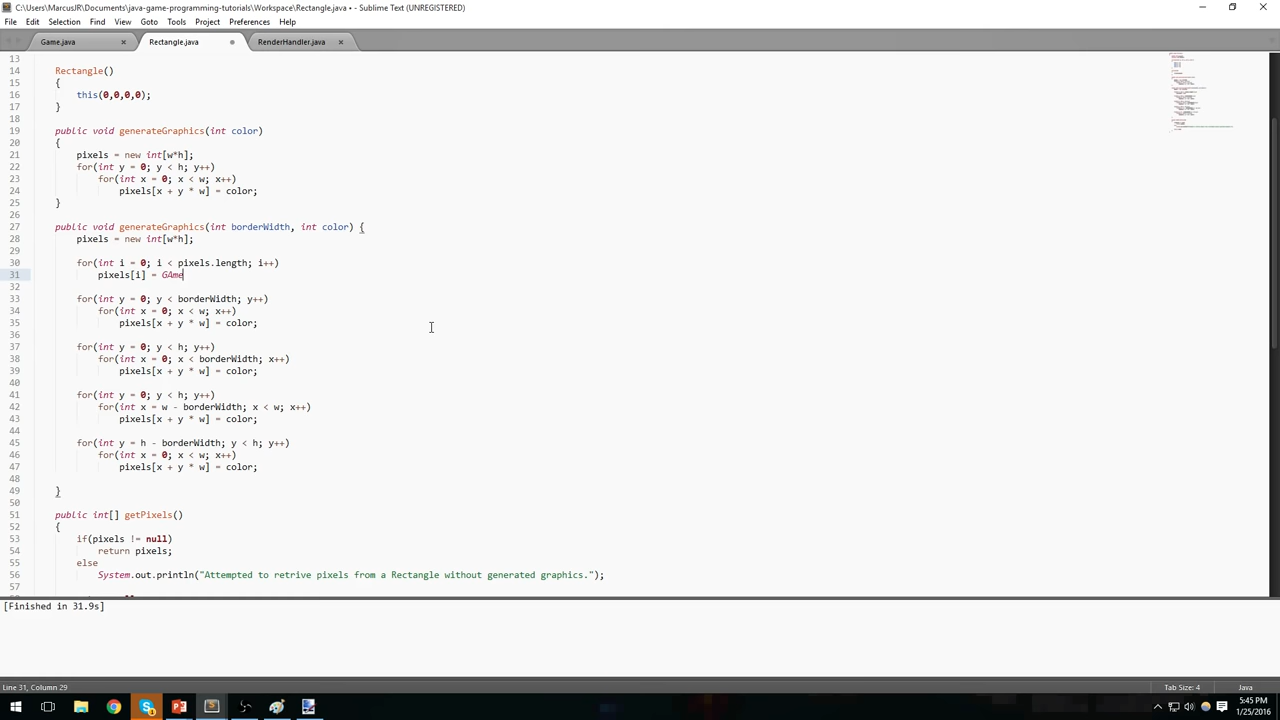 C:\Users\MarcusJR\Documents\java-game-programming-tutorials\Workspace\Rectangle.java • - Sublime Text (UNREGISTERED)
File Edit Selection Find View Goto Tools Project Preferences Help
Game.java Rectangle.java RenderHandler.java
13
14 Rectangle()
15 {
16 this(0,0,0,0);
17 }
18
19 public void generateGraphics(int color)
20 {
21 pixels = new int[w*h];
22 for(int y = 0; y < h; y++)
23 for(int x = 0; x < w; x++)
24 pixels[x + y * w] = color;
25 }
26
27 public void generateGraphics(int borderWidth, int color) {
28 pixels = new int[w*h];
29
30 for(int i = 0; i < pixels.length; i++)
31 pixels[i] = GAme
32
33 for(int y = 0; y < borderWidth; y++)
34 for(int x = 0; x < w; x++)
35 pixels[x + y * w] = color;
36
37 for(int y = 0; y < h; y++)
38 for(int x = 0; x < borderWidth; x++)
39 pixels[x + y * w] = color;
40
41 for(int y = 0; y < h; y++)
42 for(int x = w - borderWidth; x < w; x++)
43 pixels[x + y * w] = color;
44
45 for(int y = h - borderWidth; y < h; y++)
46 for(int x = 0; x < w; x++)
47 pixels[x + y * w] = color;
48
49 }
50
51 public int[] getPixels()
52 {
53 if(pixels != null)
54 return pixels;
55 else
56 System.out.println("Attempted to retrive pixels from a Rectangle without generated graphics.");
57
[Finished in 31.9s]
Line 31, Column 29 Tab Size: 4 Java
5:45 PM
1/25/2016